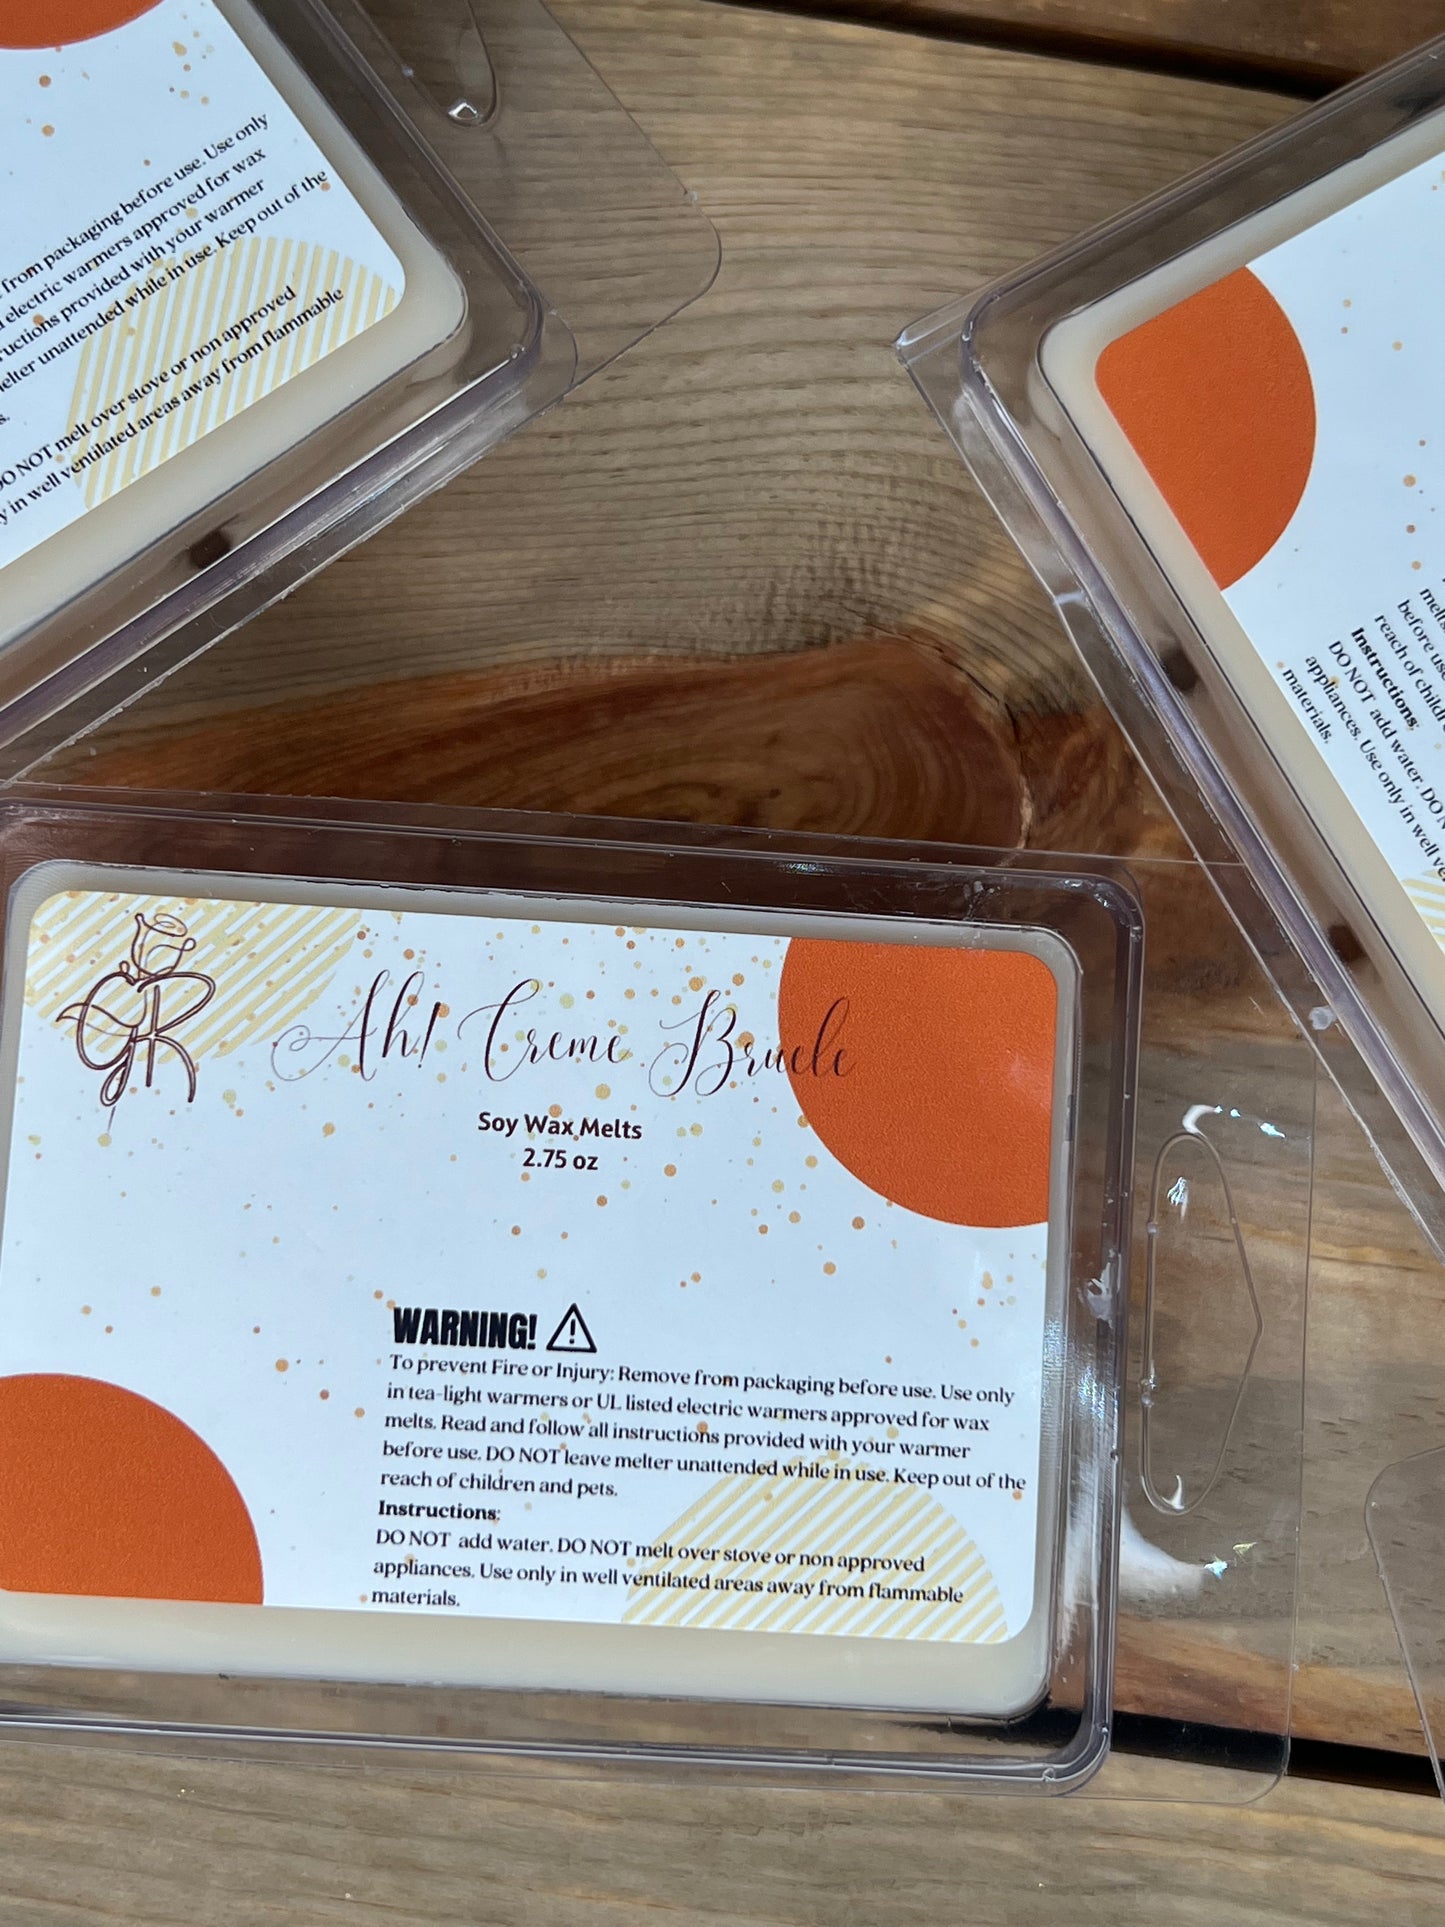 from packaging before use. Use only
electric warmers approved for wax
provided with your warmer
unattended while in use. Keep out of the
DO NOT melt over stove or non approved
in well ventilated areas away from flammable
melts
before use
reach of child
Instructions:
DO NOT add water. DO N
appliances. Use only in well ve
materials.
GR
Ah! Creme Brucle
Soy Wax Melts
2.75 oz
WARNING!
To prevent Fire or Injury: Remove from packaging before use. Use only
in tea-light warmers or UL listed electric warmers approved for wax
melts. Read and follow all instructions provided with your warmer
before use. DO NOT leave melter unattended while in use. Keep out of the
reach of children and pets.
Instructions:
DO NOT add water. DO NOT melt over stove or non approved
appliances. Use only in well ventilated areas away from flammable
materials.